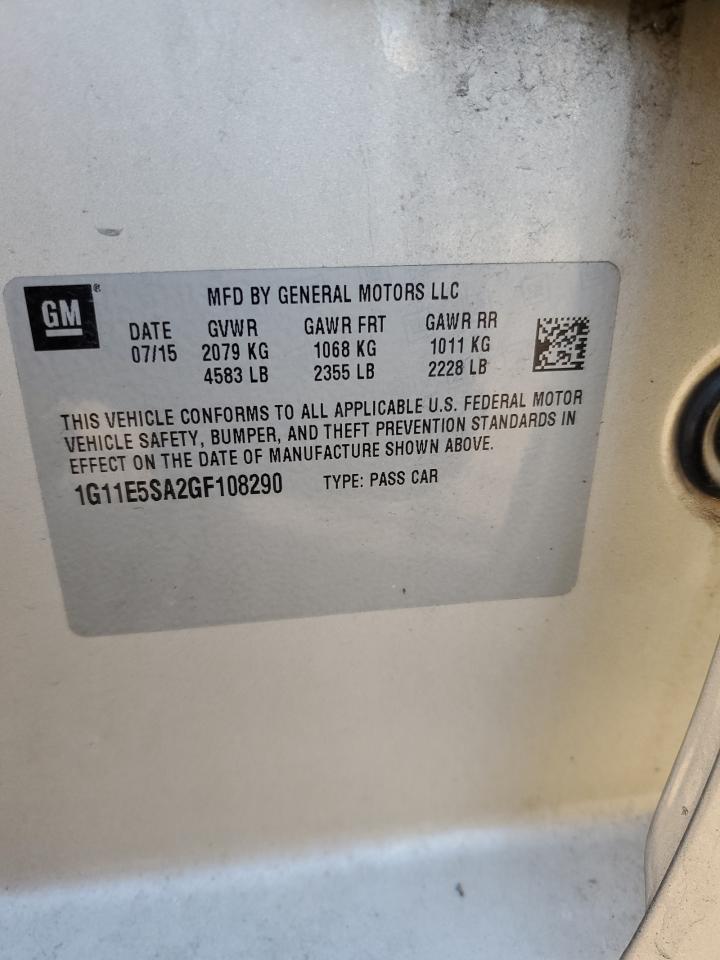 GM®
MFD BY GENERAL MOTORS LLC
DATE GVWR GAWR FRT GAWR RR
07/15 2079 KG 1068 KG 1011 KG
4583 LB 2355 LB 2228 LB
THIS VEHICLE CONFORMS TO ALL APPLICABLE U.S. FEDERAL MOTOR
VEHICLE SAFETY, BUMPER, AND THEFT PREVENTION STANDARDS IN
EFFECT ON THE DATE OF MANUFACTURE SHOWN ABOVE.
1G11E5SA2GF108290 TYPE: PASS CAR